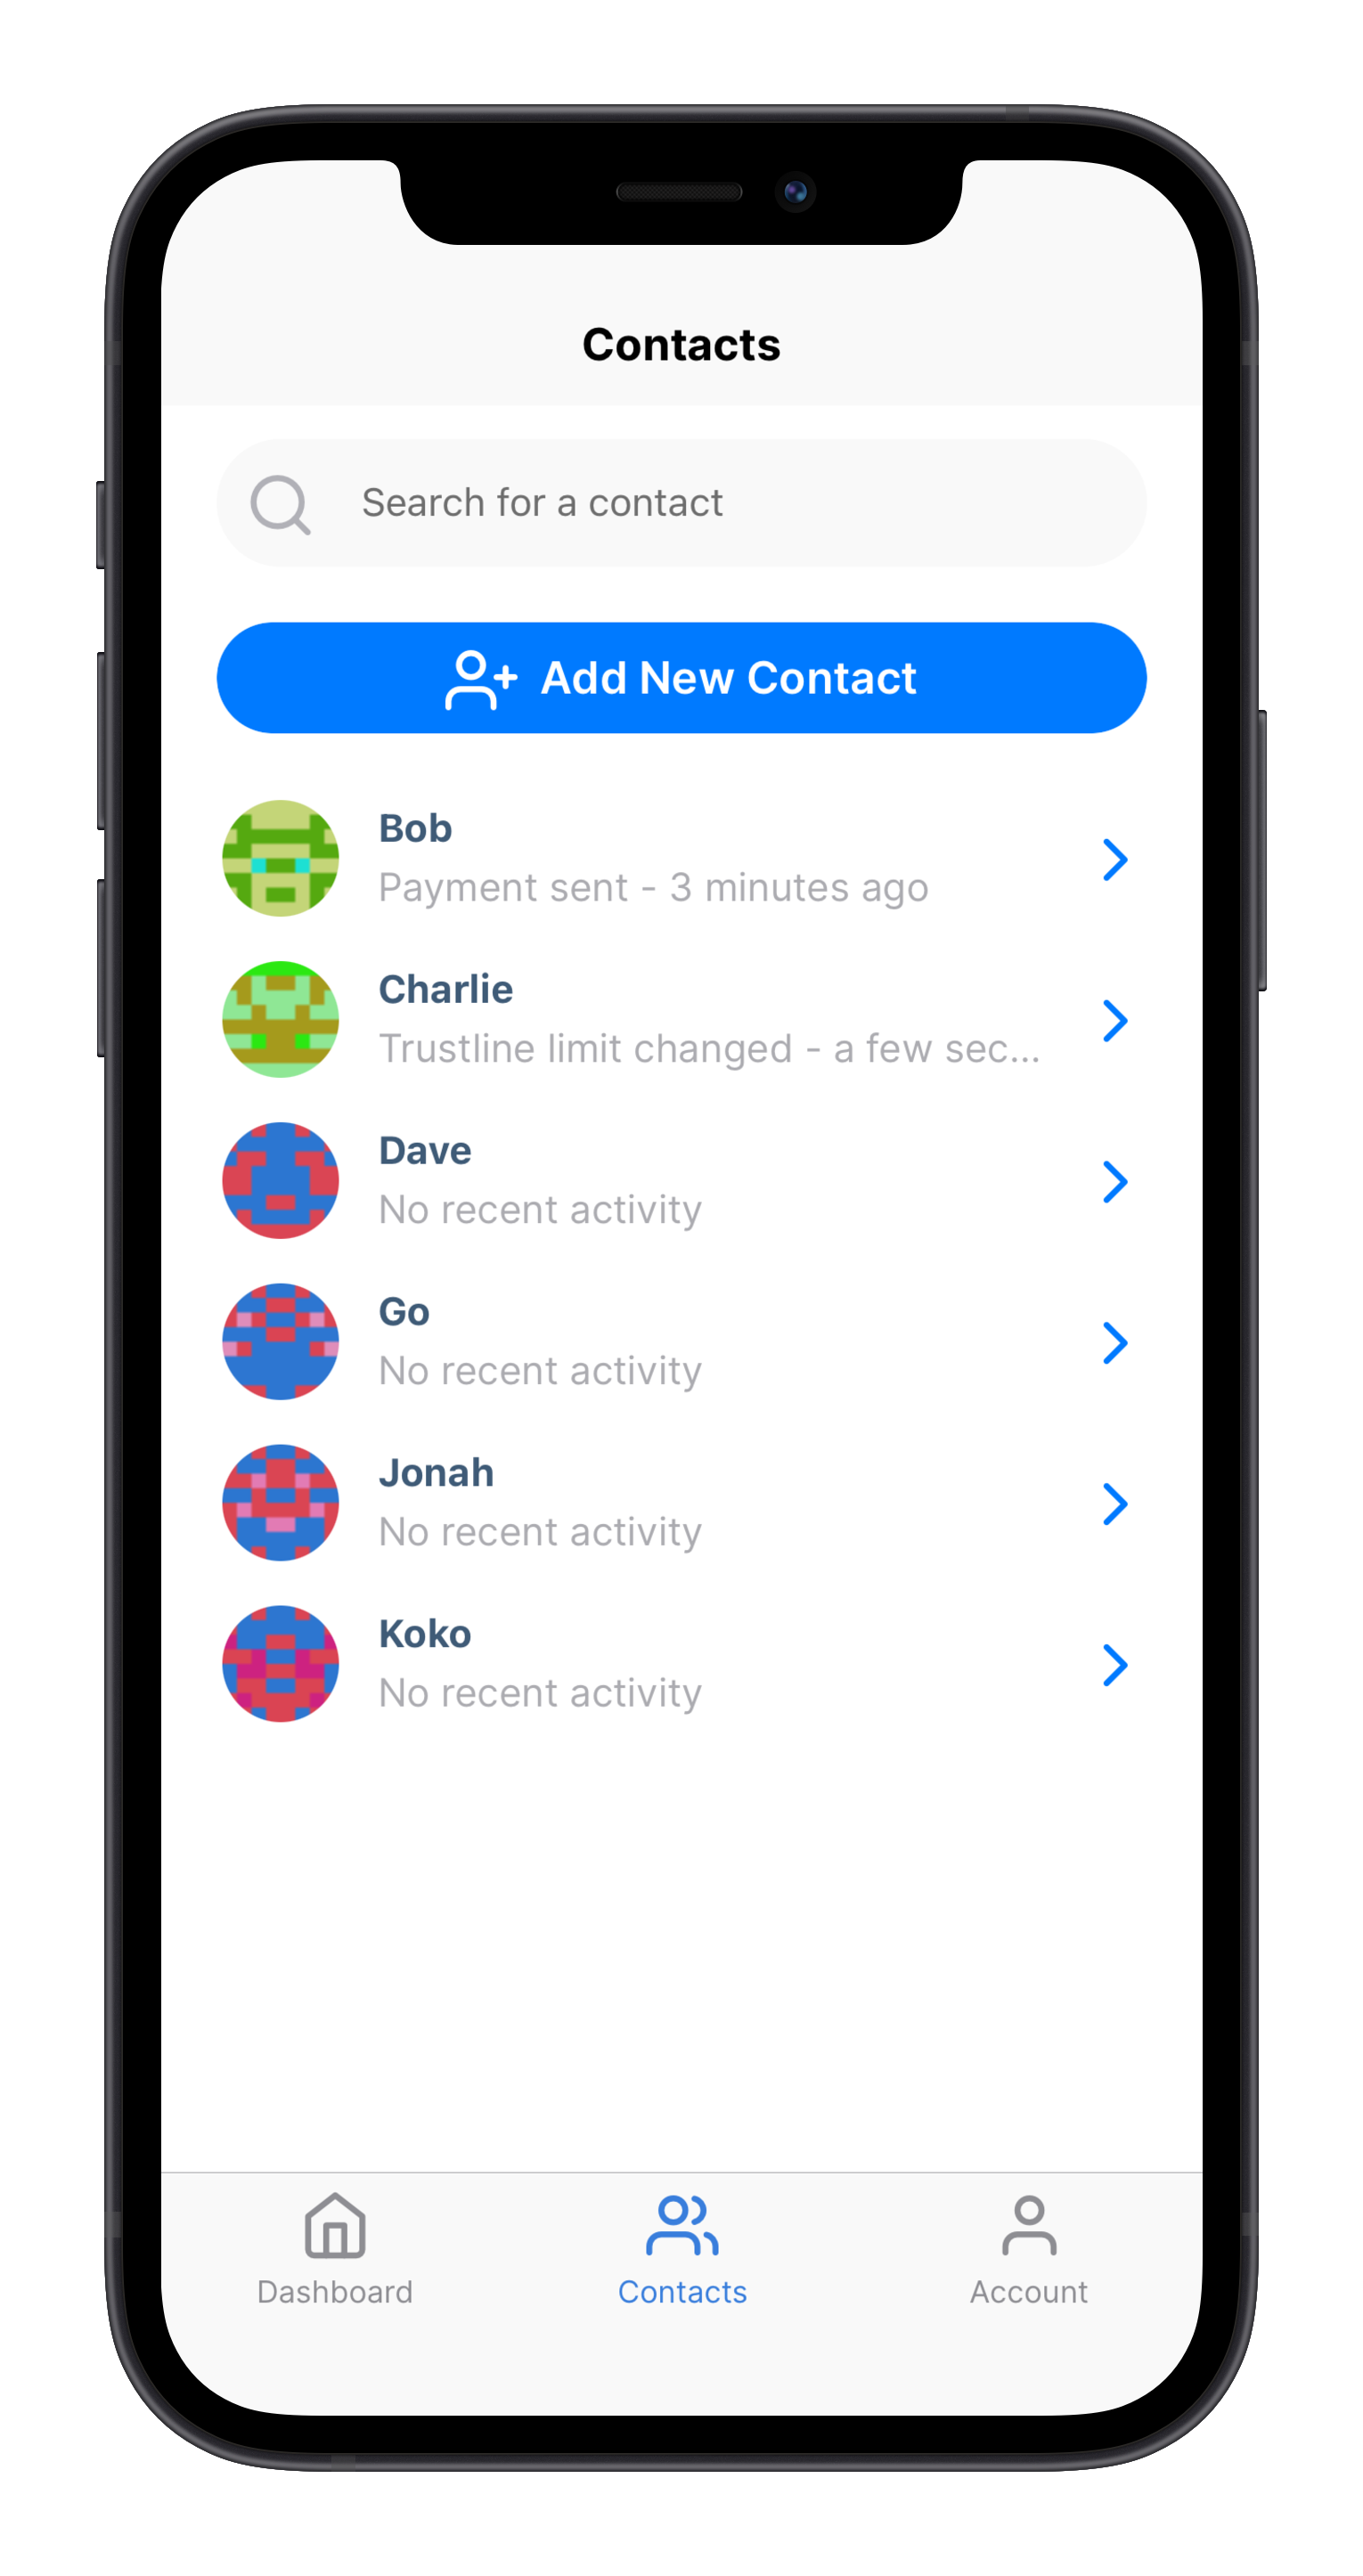 Contacts
Search for a contact
Add New Contact
Bob
Payment sent - 3 minutes ago
Charlie
Trustline limit changed - a few sec...
Dave
No recent activity
Go
No recent activity
Jonah
No recent activity
Koko
No recent activity
Dashboard
Contacts
Account